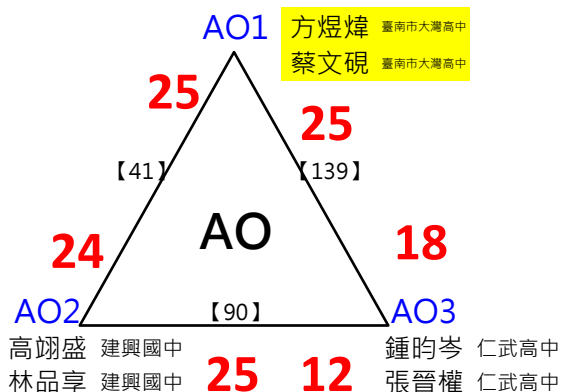 AO1 方煜煒 臺南市大灣高中
蔡文硯 臺南市大灣高中
25 25
【41】 【139】
AO
24 18
AO2 【90】 AO3
高翊盛 建興國中 鍾昀岑 仁武高中
林品享 建興國中 25 12 張晉權 仁武高中